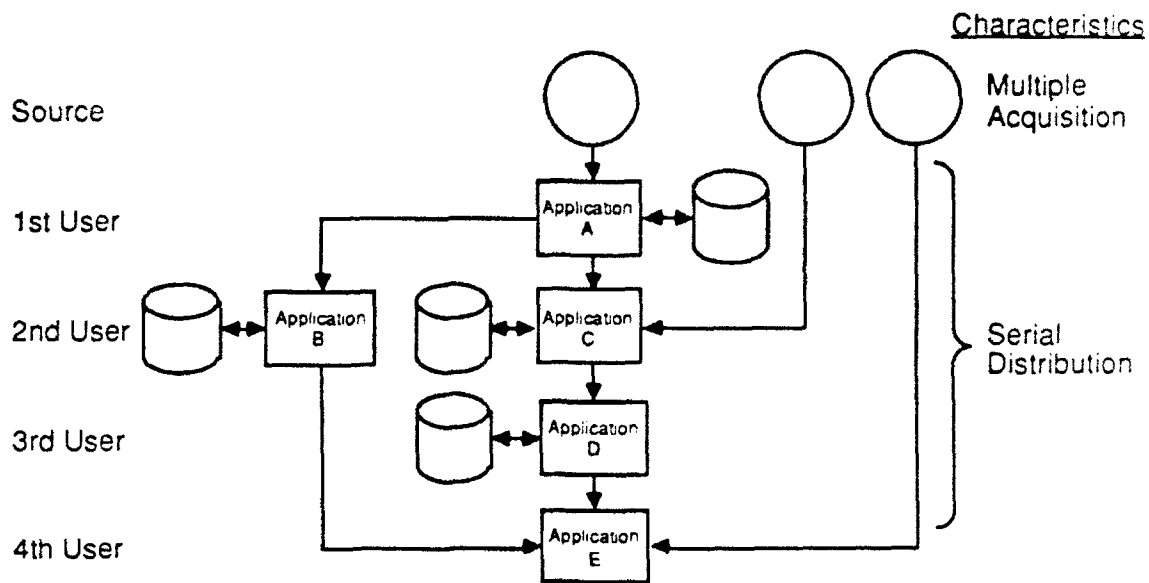 Characteristics
Source
Multiple
Acquisition
1st User
Application
A
2nd User
Application
B
Application
C
Serial
Distribution
3rd User
Application
D
4th User
Application
E